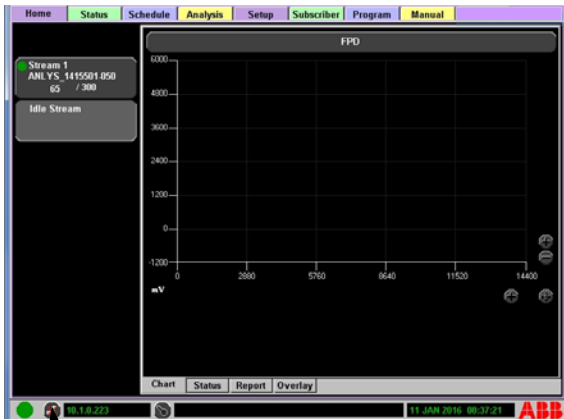 Home Status Schedule Analysis Setup Subscriber Program Manual
FPD
Stream 1
ANLYS_1415501-050
65 / 300
Idle Stream
6000
4800
3600
2400
1200
0
-1200
0 2880 5760 8640 11520 14400
mV
Chart Status Report Overlay
10.1.0.223 11 JAN 2016 00:37:21 ABB